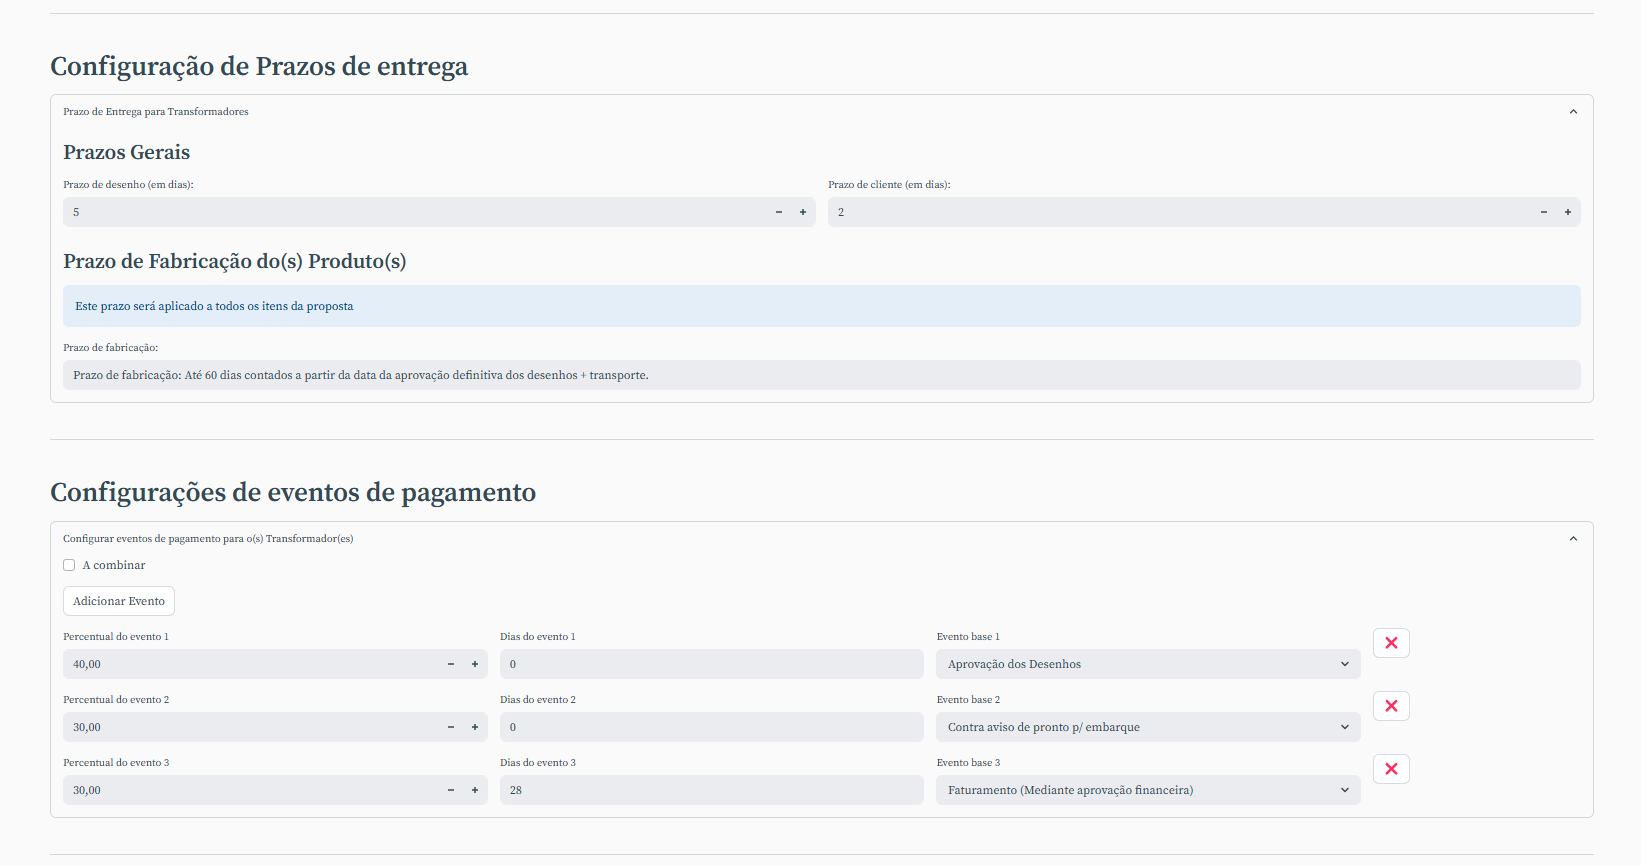 Configuração de Prazos de entrega
Prazo de Entrega para Transformadores
Prazos Gerais
Prazo de desenho (em dias):
Prazo de cliente (em dias):
5
2
Prazo de Fabricação do(s) Produto(s)
Este prazo será aplicado a todos os itens da proposta
Prazo de fabricação:
Prazo de fabricação: Até 60 dias contados a partir da data da aprovação definitiva dos desenhos + transporte.
Configurações de eventos de pagamento
Configurar eventos de pagamento para o(s) Transformador(es)
A combinar
Adicionar Evento
Percentual do evento 1
Dias do evento 1
Evento base 1
40,00
0
Aprovação dos Desenhos
Percentual do evento 2
Dias do evento 2
Evento base 2
30,00
0
Contra aviso de pronto p/ embarque
Percentual do evento 3
Dias do evento 3
Evento base 3
30,00
28
Faturamento (Mediante aprovação financeira)